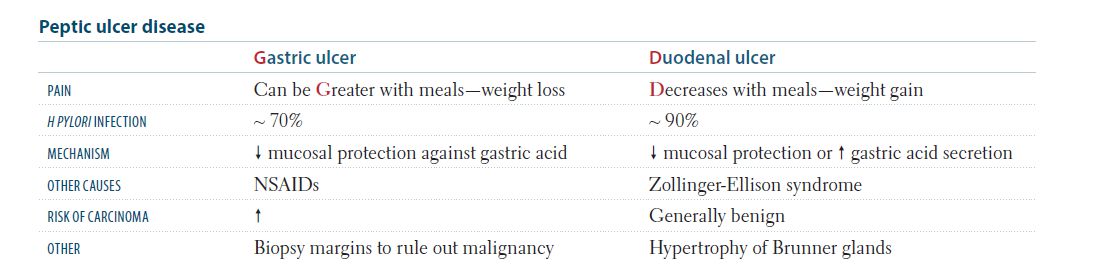 Peptic ulcer disease
Gastric ulcer Duodenal ulcer
PAIN Can be Greater with meals—weight loss Decreases with meals—weight gain
H PYLORI INFECTION ~ 70% ~ 90%
MECHANISM ↓ mucosal protection against gastric acid ↓ mucosal protection or ↑ gastric acid secretion
OTHER CAUSES NSAIDs Zollinger-Ellison syndrome
RISK OF CARCINOMA ↑ Generally benign
OTHER Biopsy margins to rule out malignancy Hypertrophy of Brunner glands